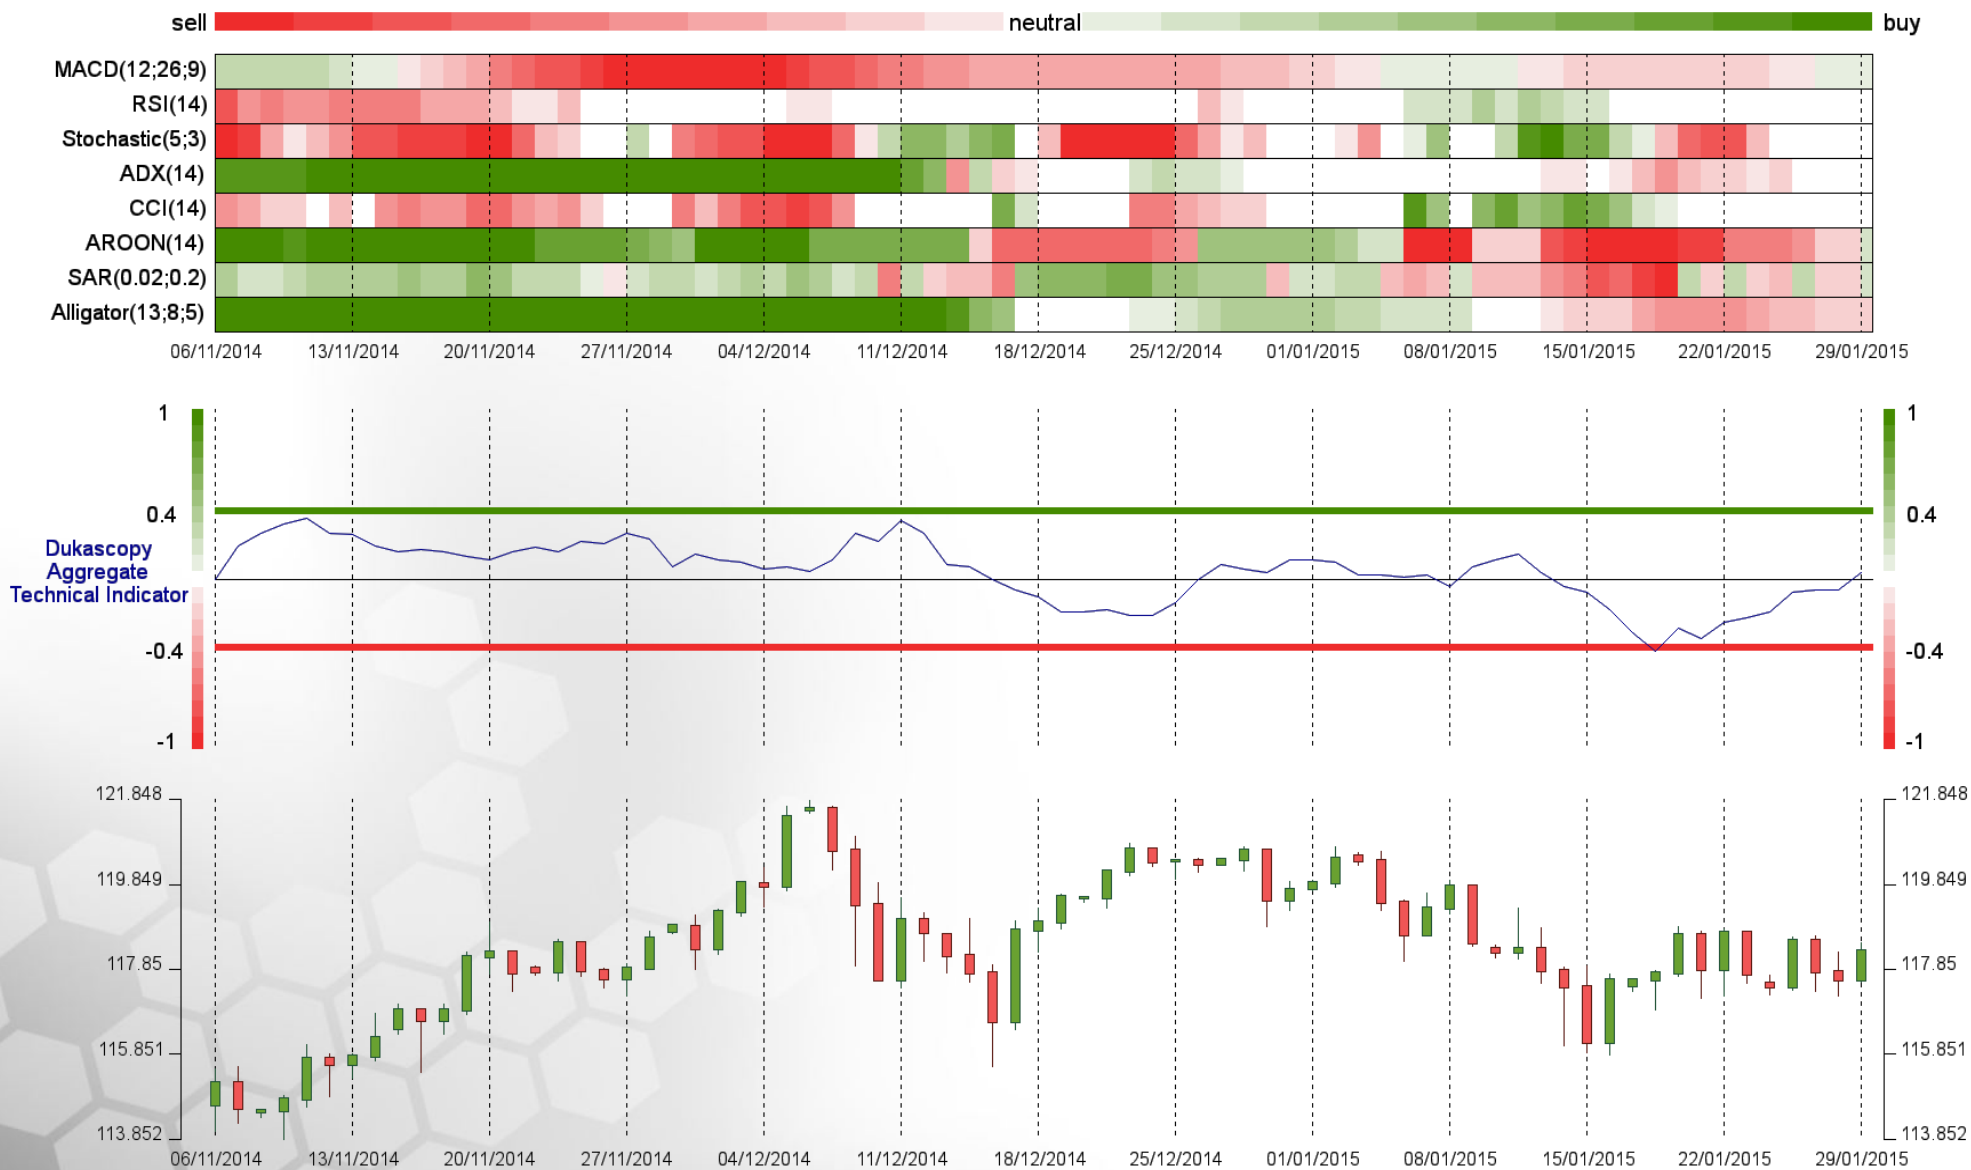 sell neutral buy
MACD(12;26;9)
RSI(14)
Stochastic(5;3)
ADX(14)
CCI(14)
AROON(14)
SAR(0.02;0.2)
Alligator(13;8;5)
06/11/2014 13/11/2014 20/11/2014 27/11/2014 04/12/2014 11/12/2014 18/12/2014 25/12/2014 01/01/2015 08/01/2015 15/01/2015 22/01/2015 29/01/2015
1 1
0.4 0.4
Dukascopy
Aggregate
Technical Indicator
-0.4 -0.4
-1 -1
121.848 121.848
119.849 119.849
117.85 117.85
115.851 115.851
113.852 113.852
06/11/2014 13/11/2014 20/11/2014 27/11/2014 04/12/2014 11/12/2014 18/12/2014 25/12/2014 01/01/2015 08/01/2015 15/01/2015 22/01/2015 29/01/2015